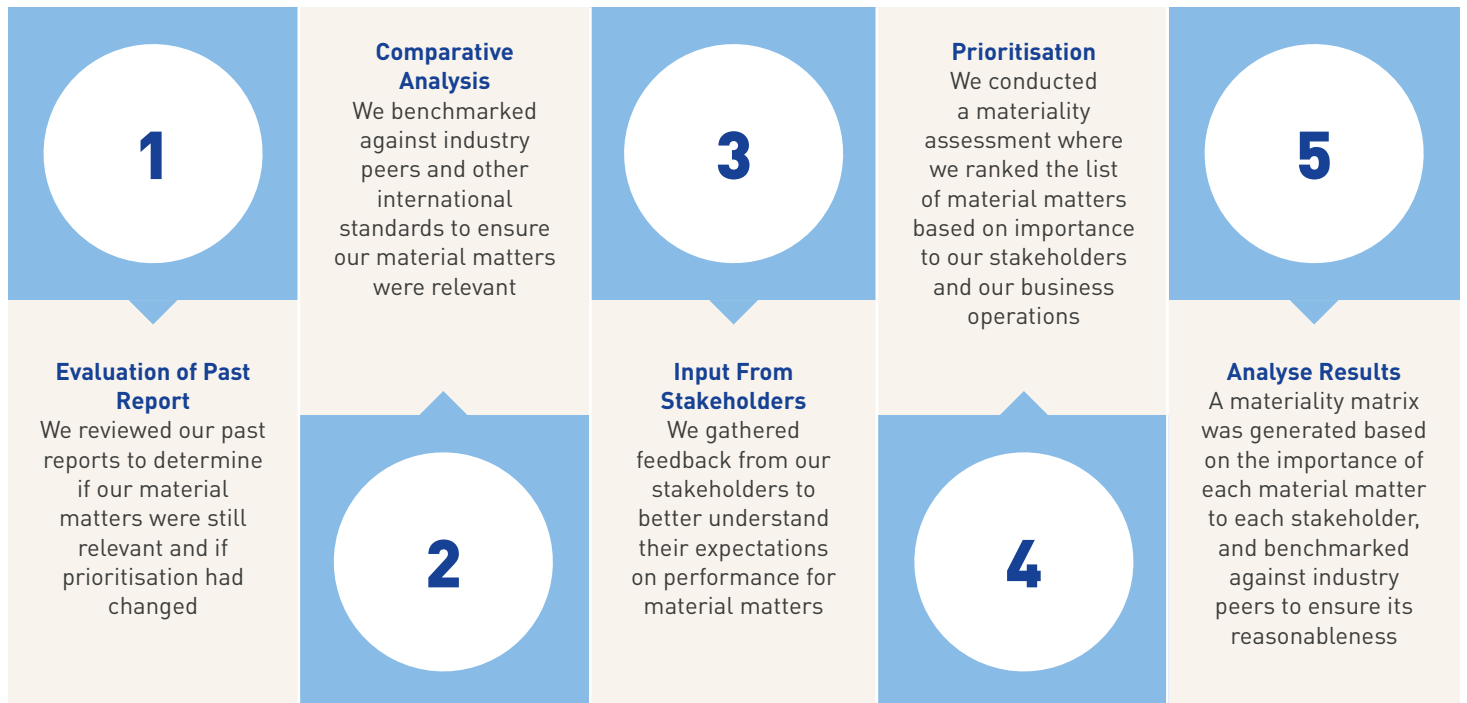 1
Evaluation of Past
Report
We reviewed our past
reports to determine
if our material
matters were still
relevant and if
prioritisation had
changed
Comparative
Analysis
We benchmarked
against industry
peers and other
international
standards to ensure
our material matters
were relevant
2
3
Input From
Stakeholders
We gathered
feedback from our
stakeholders to
better understand
their expectations
on performance for
material matters
Prioritisation
We conducted
a materiality
assessment where
we ranked the list
of material matters
based on importance
to our stakeholders
and our business
operations
4
5
Analyse Results
A materiality matrix
was generated based
on the importance of
each material matter
to each stakeholder,
and benchmarked
against industry
peers to ensure its
reasonableness